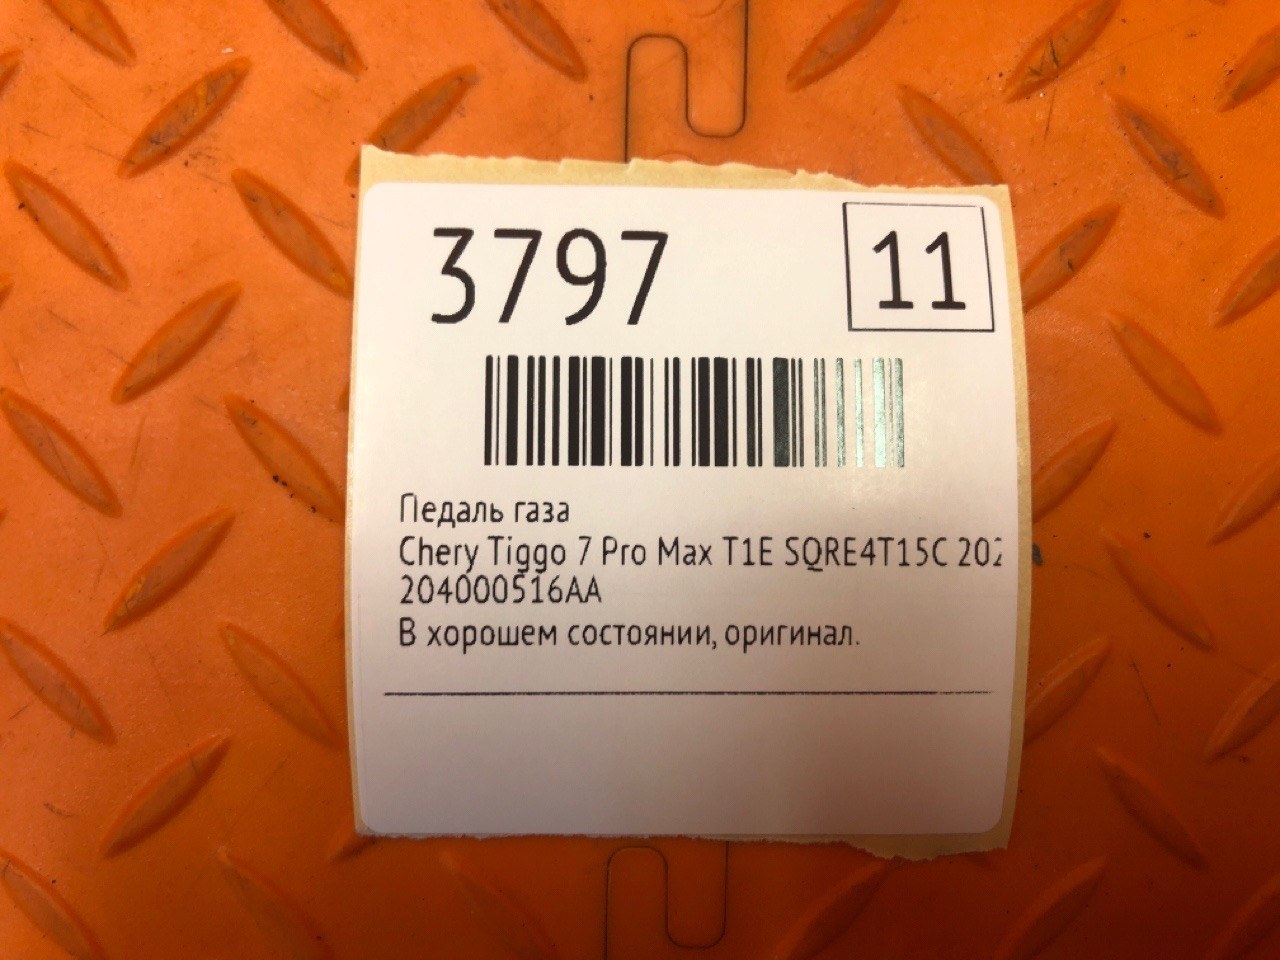 3797
11
Педаль газа
Chery Tiggo 7 Pro Max T1E SQRE4T15C 202
204000516AA
В хорошем состоянии, оригинал.